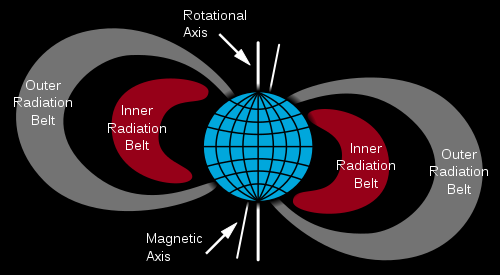 Rotational
Axis
Outer
Radiation
Belt
Inner
Radiation
Belt
Inner
Radiation
Belt
Outer
Radiation
Belt
Magnetic
Axis